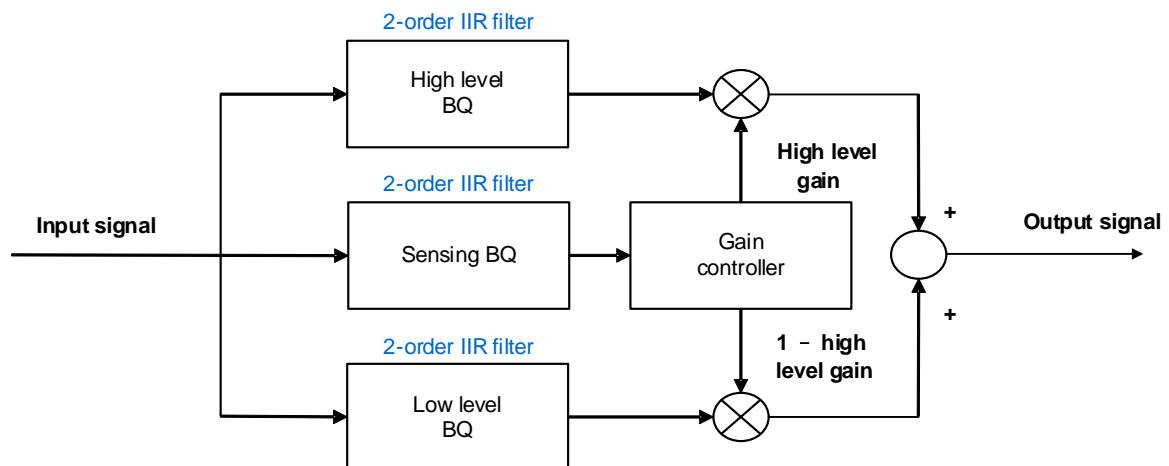 2-order IIR filter
High level
BQ
High level
gain
2-order IIR filter
Input signal
Sensing BQ
Gain
controller
+
Output signal
+
1 - high
level gain
2-order IIR filter
Low level
BQ